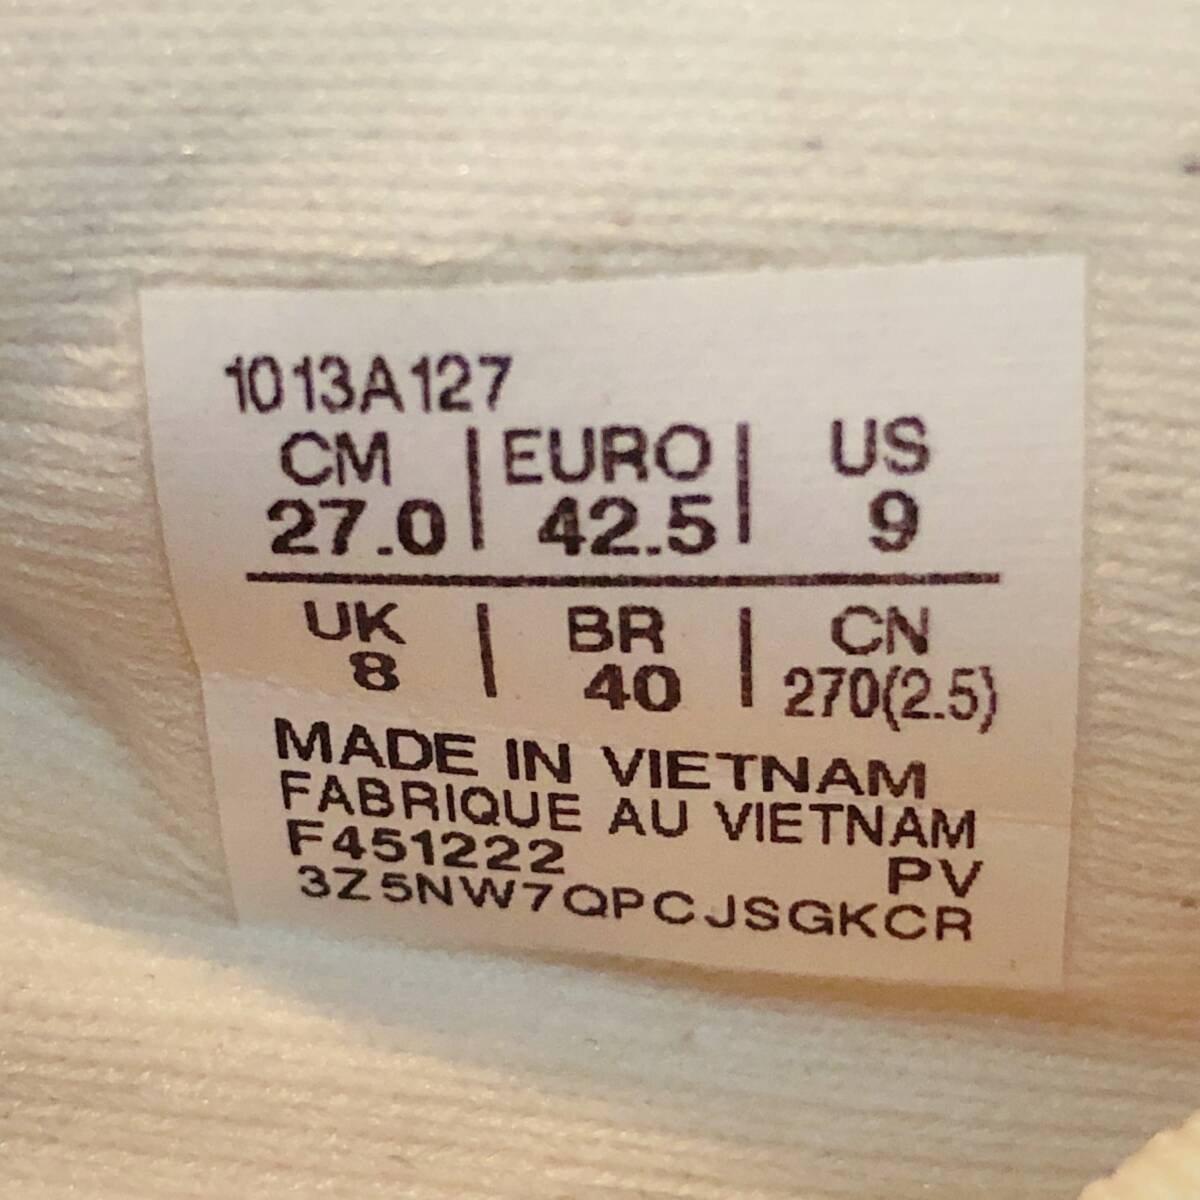 1013A127
CM | EURO | US
27.0 | 42.5 | 9
UK | BR | CN
8 | 40 | 270(2.5)
MADE IN VIETNAM
FABRIQUE AU VIETNAM
F451222 PV
3Z5NW7QPCJSGKCR